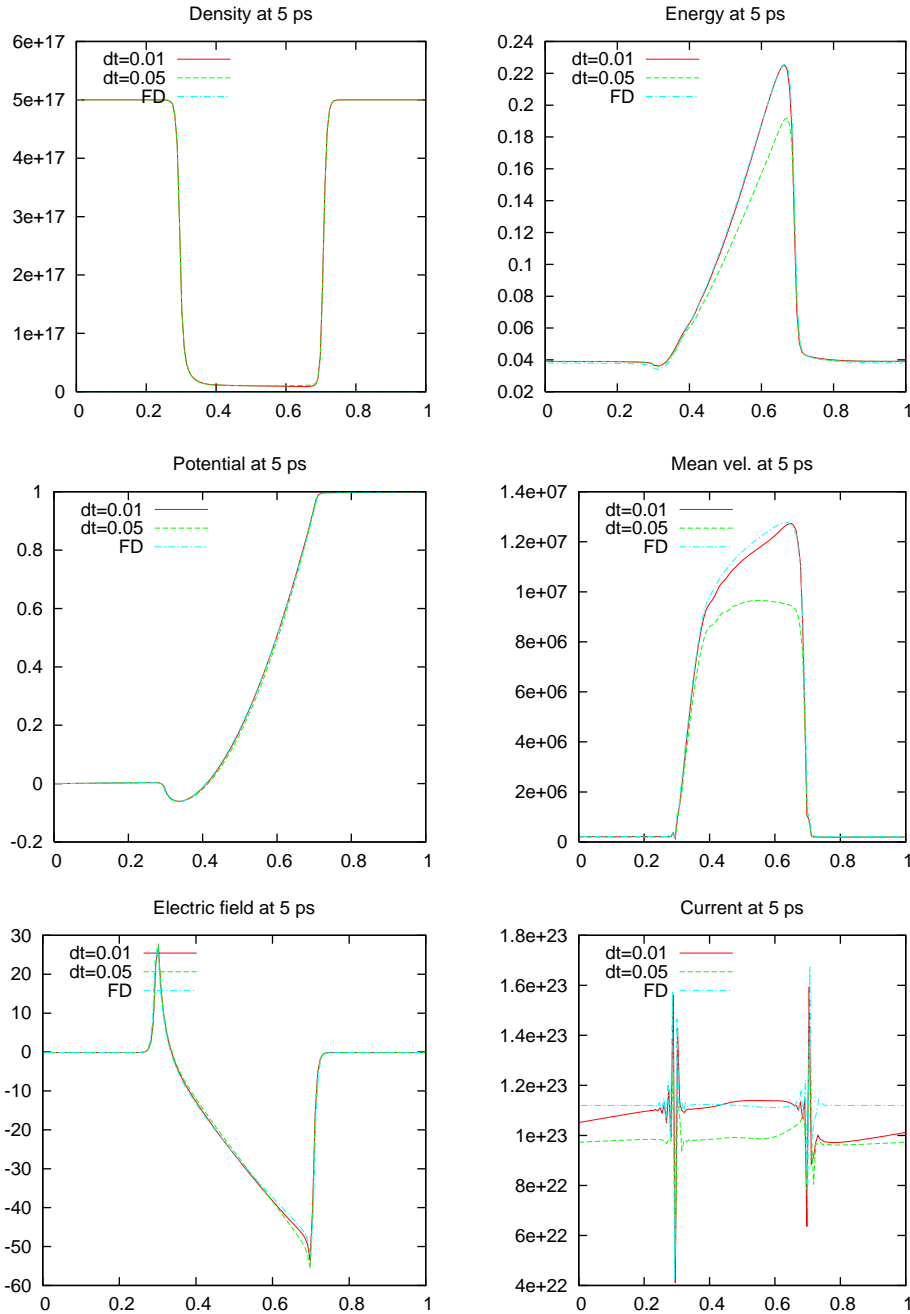 Density at 5 ps
6e+17
5e+17
4e+17
3e+17
2e+17
1e+17
0
dt=0.01
dt=0.05
FD
0 0.2 0.4 0.6 0.8 1
Energy at 5 ps
0.24
0.22
0.2
0.18
0.16
0.14
0.12
0.1
0.08
0.06
0.04
0.02
dt=0.01
dt=0.05
FD
0 0.2 0.4 0.6 0.8 1
Potential at 5 ps
1
0.8
0.6
0.4
0.2
0
-0.2
dt=0.01
dt=0.05
FD
0 0.2 0.4 0.6 0.8 1
Mean vel. at 5 ps
1.4e+07
1.2e+07
1e+07
8e+06
6e+06
4e+06
2e+06
0
dt=0.01
dt=0.05
FD
0 0.2 0.4 0.6 0.8 1
Electric field at 5 ps
30
20
10
0
-10
-20
-30
-40
-50
-60
dt=0.01
dt=0.05
FD
0 0.2 0.4 0.6 0.8 1
Current at 5 ps
1.8e+23
1.6e+23
1.4e+23
1.2e+23
1e+23
8e+22
6e+22
4e+22
dt=0.01
dt=0.05
FD
0 0.2 0.4 0.6 0.8 1